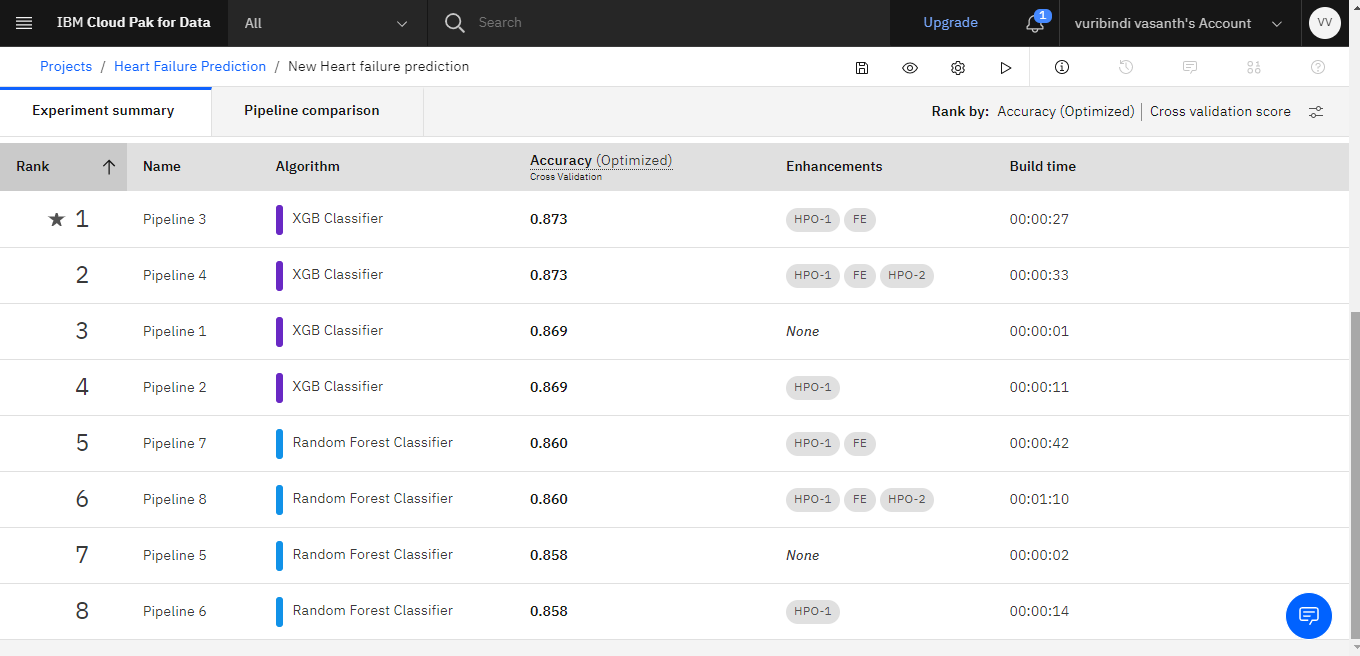 IBM Cloud Pak for Data All Search Upgrade 1 vuribindi vasanth's Account VV
Projects / Heart Failure Prediction / New Heart failure prediction
Experiment summary Pipeline comparison Rank by: Accuracy (Optimized) | Cross validation score
Rank Name Algorithm Accuracy (Optimized) Enhancements Build time
Cross Validation
1 Pipeline 3 XGB Classifier 0.873 HPO-1 FE 00:00:27
2 Pipeline 4 XGB Classifier 0.873 HPO-1 FE HPO-2 00:00:33
3 Pipeline 1 XGB Classifier 0.869 None 00:00:01
4 Pipeline 2 XGB Classifier 0.869 HPO-1 00:00:11
5 Pipeline 7 Random Forest Classifier 0.860 HPO-1 FE 00:00:42
6 Pipeline 8 Random Forest Classifier 0.860 HPO-1 FE HPO-2 00:01:10
7 Pipeline 5 Random Forest Classifier 0.858 None 00:00:02
8 Pipeline 6 Random Forest Classifier 0.858 HPO-1 00:00:14